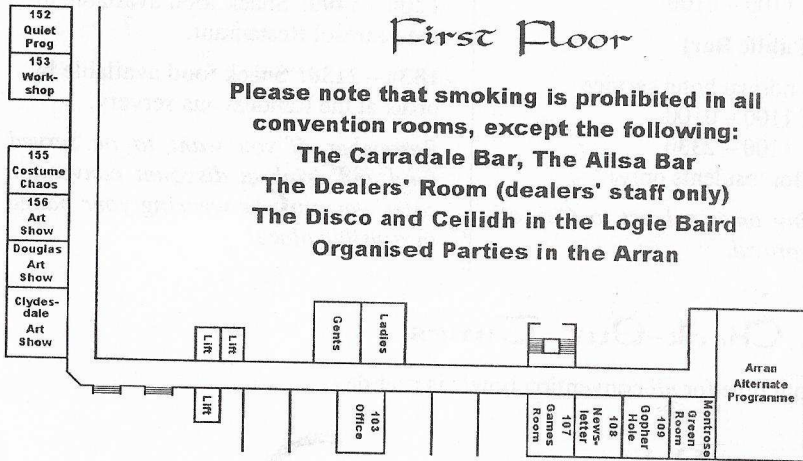 First Floor
Please note that smoking is prohibited in all
convention rooms, except the following:
The Carradale Bar, The Ailsa Bar
The Dealers' Room (dealers' staff only)
The Disco and Ceilidh in the Logie Baird
Organised Parties in the Arran
152
Quiet
Prog
153
Work-
shop
155
Costume
Chaos
156
Art
Show
Douglas
Art
Show
Clydes-
dale
Art
Show
Lift
Lift
Lift
Gents
Ladies
103
Office
107
Games
Room
108
News-
letter
109
Gopher
Hole
Montrose
Green
Room
Arran
Alternate
Programme